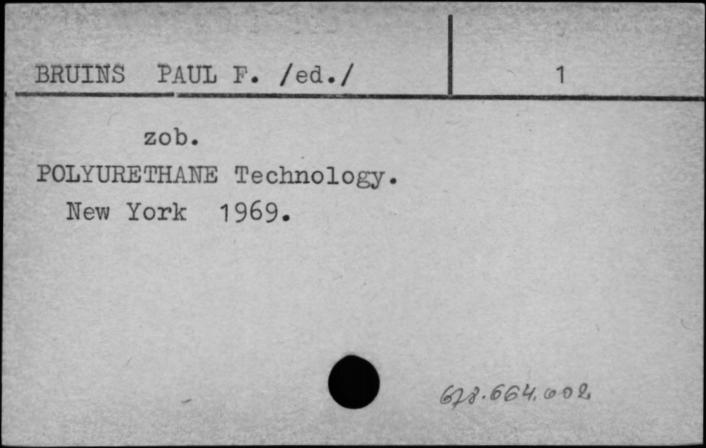 BRUINS PAUL F. /ed./ 1
zob.
POLYURETHANE Technology.
New York 1969.
678.664.002